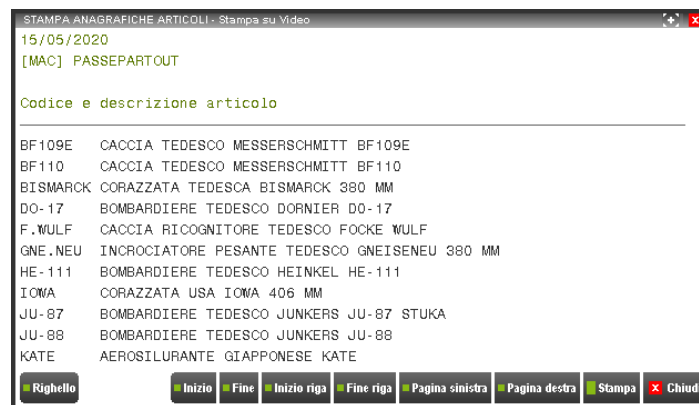 STAMPA ANAGRAFICHE ARTICOLI - Stampa su Video
15/05/2020
[MAC] PASSEPARTOUT
Codice e descrizione articolo
BF109E CACCIA TEDESCO MESSERSCHMITT BF109E
BF110 CACCIA TEDESCO MESSERSCHMITT BF110
BISMARCK CORAZZATA TEDESCA BISMARCK 380 MM
DO-17 BOMBARDIERE TEDESCO DORNIER DO-17
F.WULF CACCIA RICOGNITORE TEDESCO FOCKE WULF
GNE.NEU INCROCIATORE PESANTE TEDESCO GNEISENEU 380 MM
HE-111 BOMBARDIERE TEDESCO HEINKEL HE-111
IOWA CORAZZATA USA IOWA 406 MM
JU-87 BOMBARDIERE TEDESCO JUNKERS JU-87 STUKA
JU-88 BOMBARDIERE TEDESCO JUNKERS JU-88
KATE AEROSILURANTE GIAPPONESE KATE
Righello Inizio Fine Inizio riga Fine riga Pagina sinistra Pagina destra Stampa X Chiud